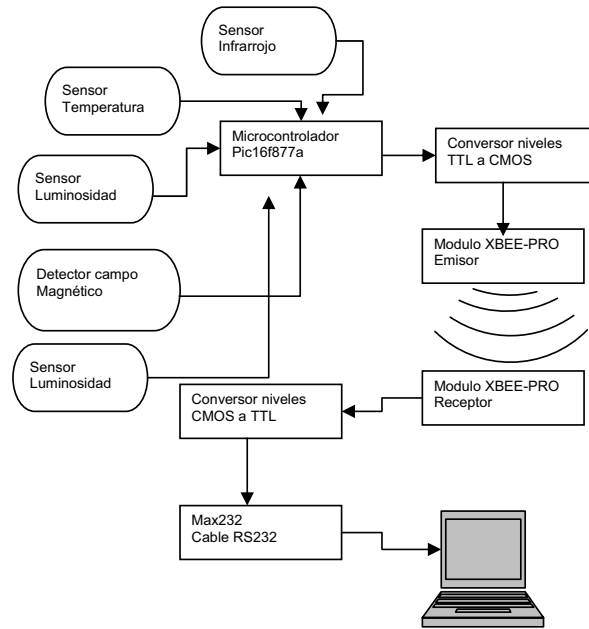 Sensor
Infrarrojo
Sensor
Temperatura
Microcontrolador
Pic16f877a
Conversor niveles
TTL a CMOS
Sensor
Luminosidad
Modulo XBEE-PRO
Emisor
Detector campo
Magnético
Sensor
Luminosidad
Modulo XBEE-PRO
Receptor
Conversor niveles
CMOS a TTL
Max232
Cable RS232